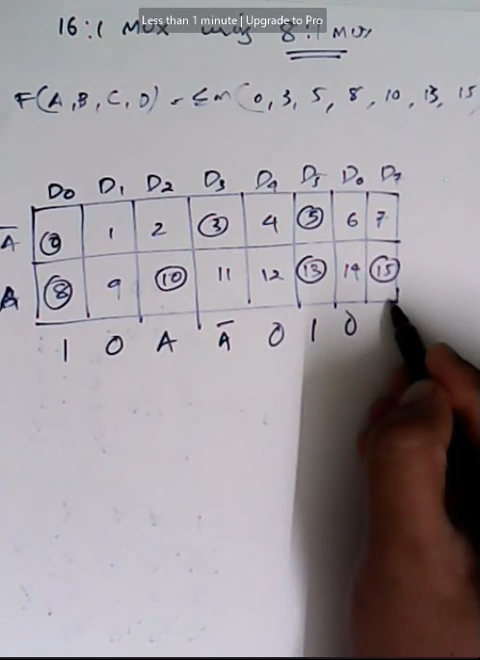 Less than 1 minute | Upgrade to Pro
16:1 MUX using 8:1 MUX
F(A,B,C,D) = Σm(0, 3, 5, 8, 10, 13, 15
D0 D1 D2 D3 D4 D5 D6 D7
A̅ 0 1 2 3 4 5 6 7
A 8 9 10 11 12 13 14 15
1 0 A A̅ 0 1 0